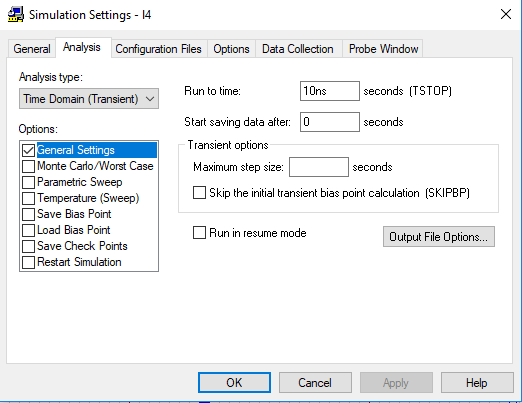 Simulation Settings - I4
General Analysis Configuration Files Options Data Collection Probe Window
Analysis type:
Time Domain (Transient)
Options:
General Settings
Monte Carlo/Worst Case
Parametric Sweep
Temperature (Sweep)
Save Bias Point
Load Bias Point
Save Check Points
Restart Simulation
Run to time: 10ns seconds (TSTOP)
Start saving data after: 0 seconds
Transient options
Maximum step size: seconds
Skip the initial transient bias point calculation (SKIPBP)
Run in resume mode
Output File Options...
OK Cancel Apply Help